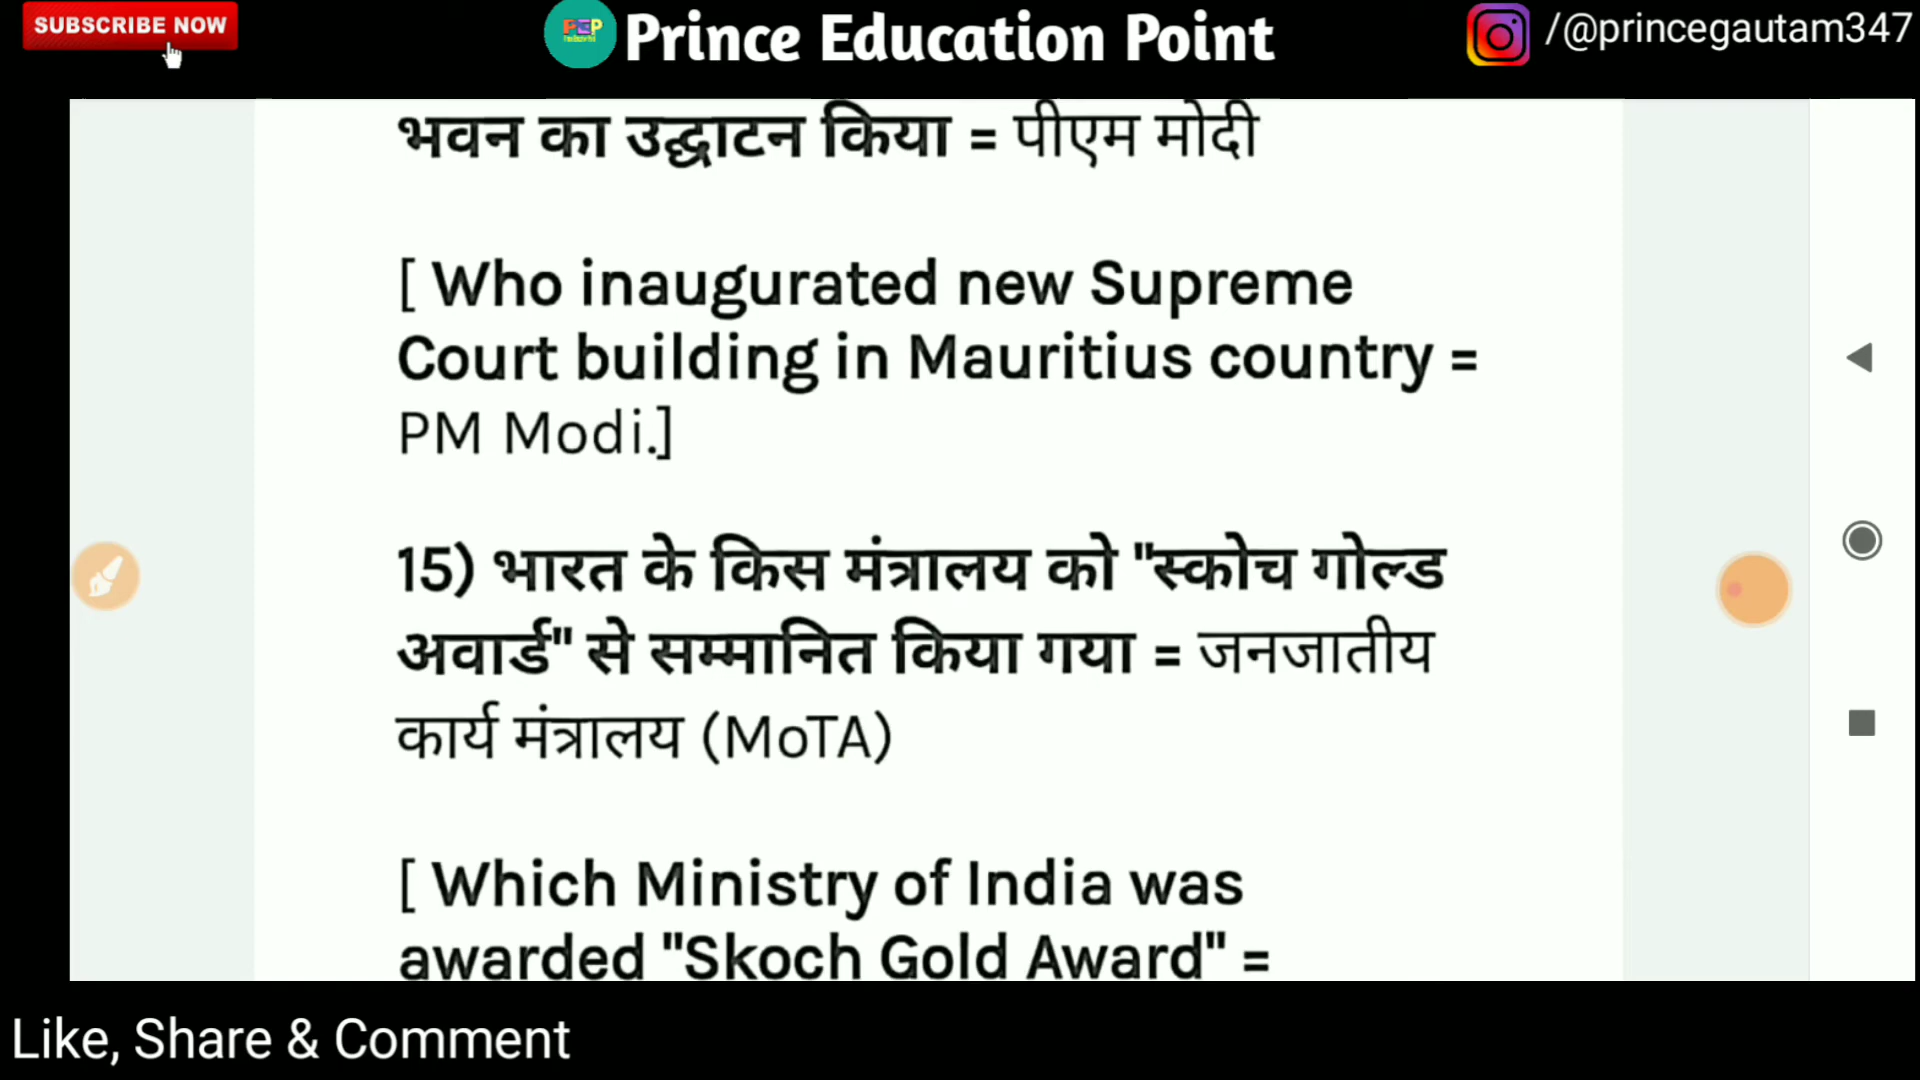 SUBSCRIBE NOW
PEP
Prince Education Point
/@princegautam347
भवन का उद्घाटन किया = पीएम मोदी
[ Who inaugurated new Supreme
Court building in Mauritius country =
PM Modi.]
15) भारत के किस मंत्रालय को "स्कोच गोल्ड
अवार्ड" से सम्मानित किया गया = जनजातीय
कार्य मंत्रालय (MoTA)
[ Which Ministry of India was
awarded "Skoch Gold Award" =
Like, Share & Comment